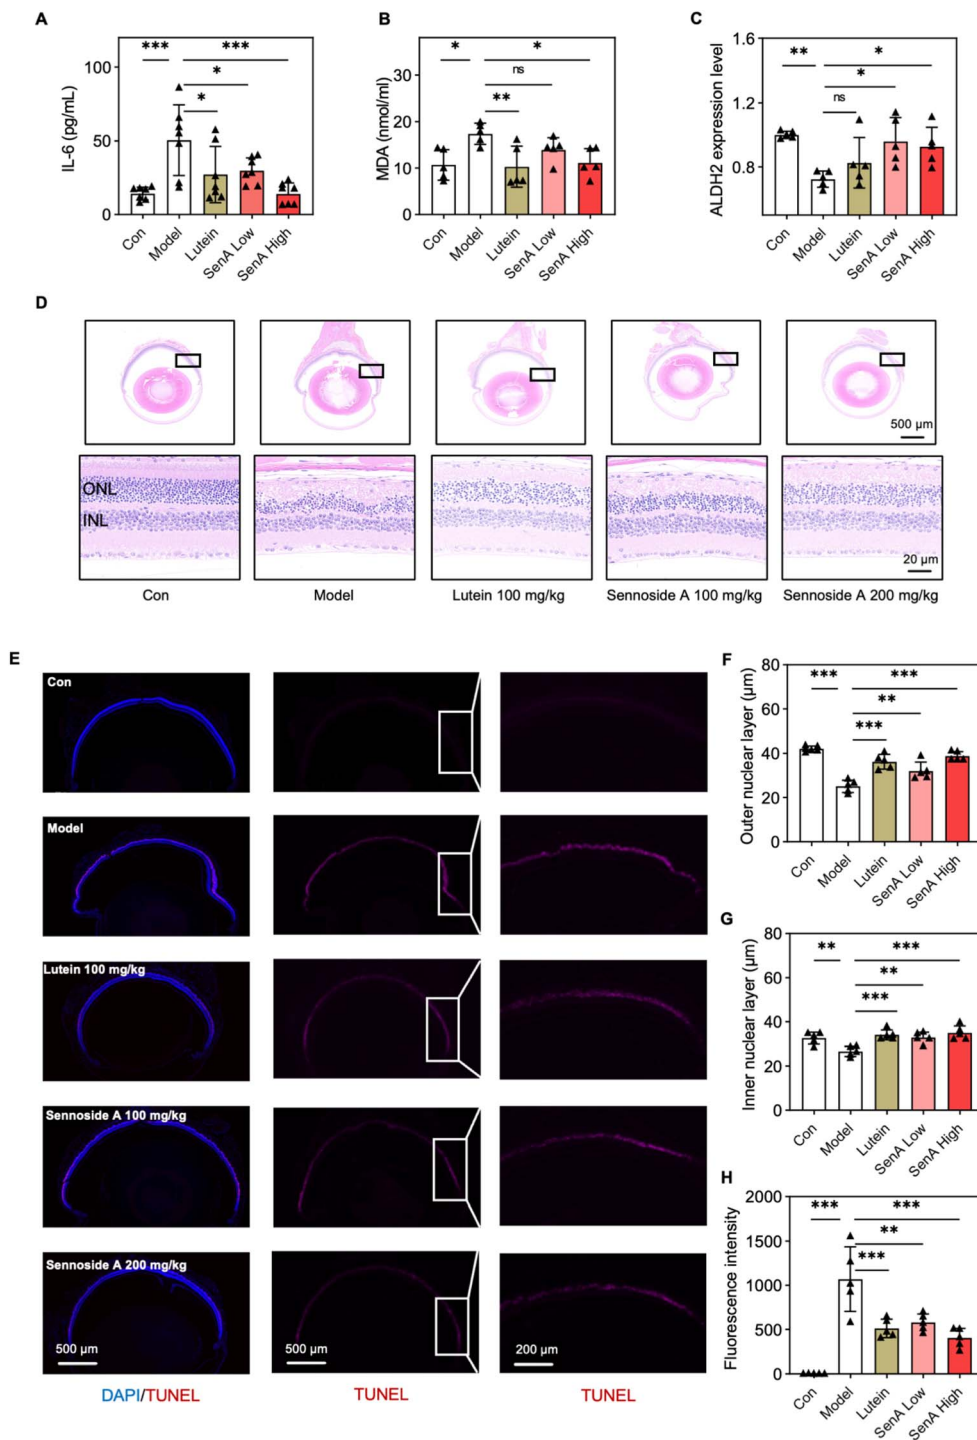 A
IL-6 (pg/mL)
100
50
0
***
***
*
*
Con
Model
Lutein
SenA Low
SenA High
B
MDA (nmol/ml)
30
20
10
0
*
*
ns
**
Con
Model
Lutein
SenA Low
SenA High
C
ALDH2 expression level
1.6
1.2
0.8
**
*
*
ns
Con
Model
Lutein
SenA Low
SenA High
D
500 μm
ONL
INL
20 μm
Con
Model
Lutein 100 mg/kg
Sennoside A 100 mg/kg
Sennoside A 200 mg/kg
E
Con
Model
Lutein 100 mg/kg
Sennoside A 100 mg/kg
Sennoside A 200 mg/kg
500 μm
500 μm
200 μm
DAPI/TUNEL
TUNEL
TUNEL
F
Outer nuclear layer (μm)
80
60
40
20
0
***
***
**
***
Con
Model
Lutein
SenA Low
SenA High
G
Inner nuclear layer (μm)
80
60
40
20
0
**
***
**
***
Con
Model
Lutein
SenA Low
SenA High
H
Fluorescence intensity
2000
1500
1000
500
0
***
***
**
***
Con
Model
Lutein
SenA Low
SenA High